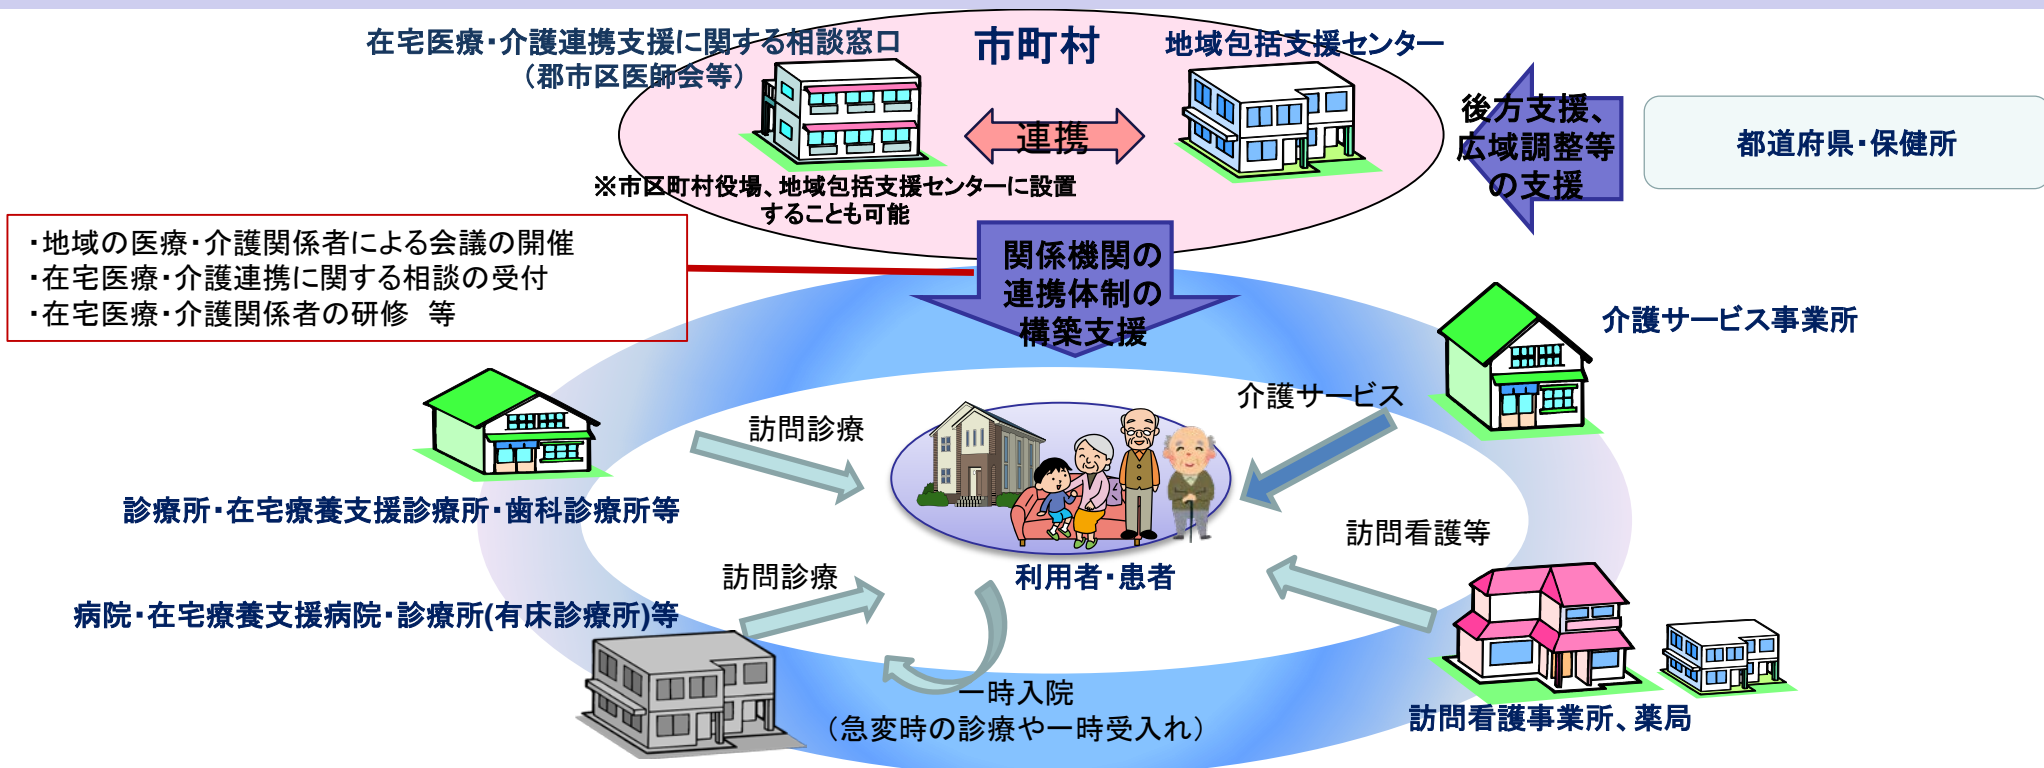 在宅医療・介護連携支援に関する相談窓口
（郡市区医師会等）
市町村
地域包括支援センター
連携
※市区町村役場、地域包括支援センターに設置
することも可能
後方支援、
広域調整等
の支援
都道府県・保健所
・地域の医療・介護関係者による会議の開催
・在宅医療・介護連携に関する相談の受付
・在宅医療・介護関係者の研修　等
関係機関の
連携体制の
構築支援
介護サービス事業所
介護サービス
訪問診療
診療所・在宅療養支援診療所・歯科診療所等
利用者・患者
訪問看護等
訪問診療
病院・在宅療養支援病院・診療所(有床診療所)等
一時入院
（急変時の診療や一時受入れ）
訪問看護事業所、薬局